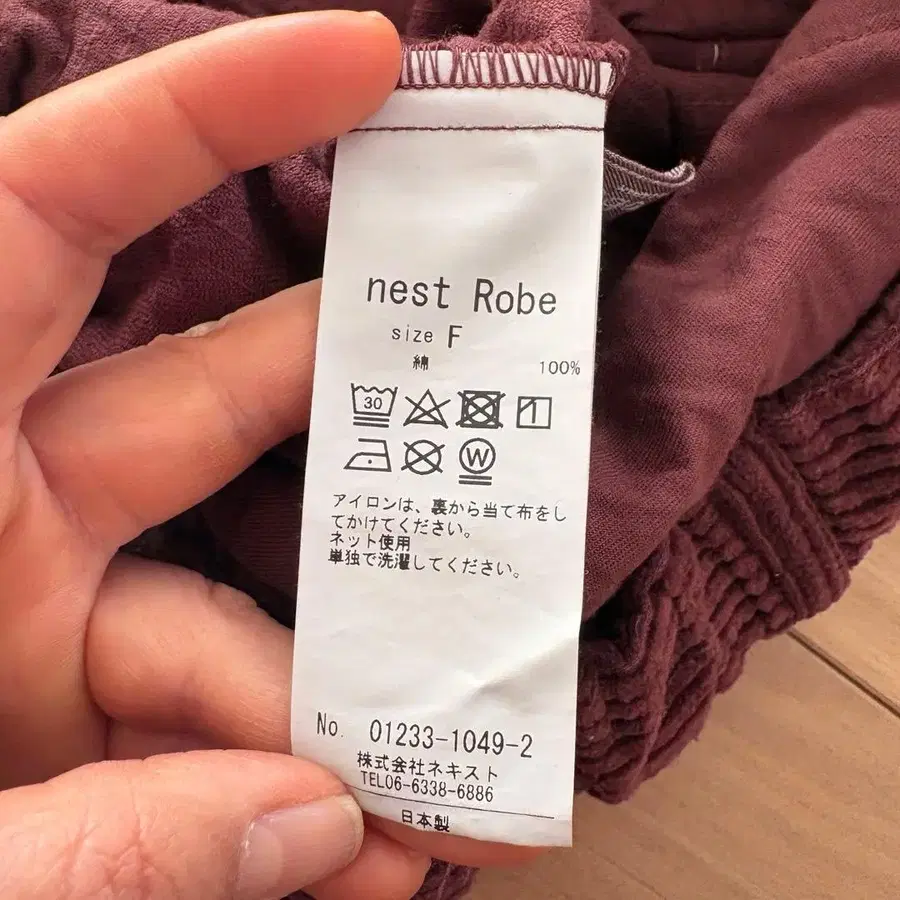 nest Robe
size F
綿 100%
30
W
アイロンは、裏から当て布をし
てかけてください。
ネット使用
単独で洗濯してください。
No. 01233-1049-2
株式会社ネキスト
TEL06-6338-6886
日本製